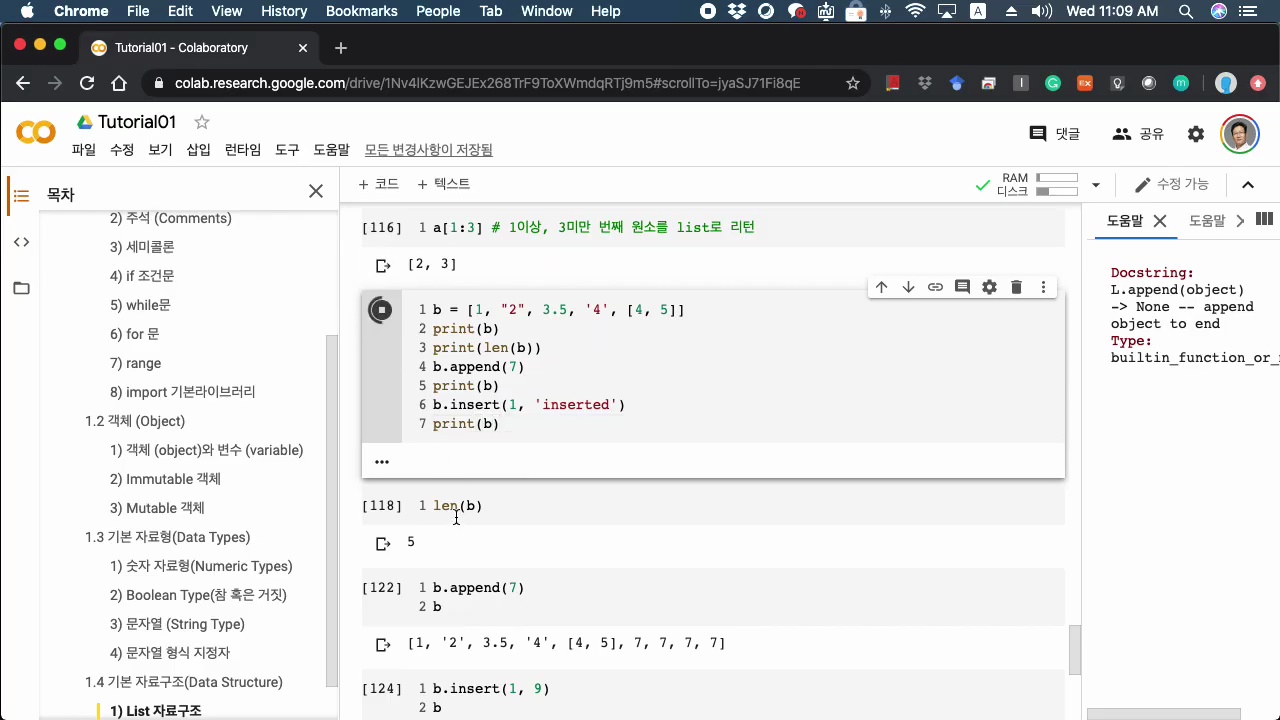 Chrome File Edit View History Bookmarks People Tab Window Help A Wed 11:09 AM
Tutorial01 - Colaboratory
colab.research.google.com/drive/1Nv4lKzwGEJEx268TrF9ToXWmdqRTj9m5#scrollTo=jyaSJ71Fi8qE
Tutorial01
댓글 공유
파일 수정 보기 삽입 런타임 도구 도움말 모든 변경사항이 저장됨
목차
+ 코드 + 텍스트
RAM
디스크
수정 가능
2) 주석 (Comments)
3) 세미콜론
4) if 조건문
5) while문
6) for 문
7) range
8) import 기본라이브러리
1.2 객체 (Object)
1) 객체 (object)와 변수 (variable)
2) Immutable 객체
3) Mutable 객체
1.3 기본 자료형(Data Types)
1) 숫자 자료형(Numeric Types)
2) Boolean Type(참 혹은 거짓)
3) 문자열 (String Type)
4) 문자열 형식 지정자
1.4 기본 자료구조(Data Structure)
1) List 자료구조
[116] 1 a[1:3] # 1이상, 3미만 번째 원소를 list로 리턴
[2, 3]
1 b = [1, "2", 3.5, '4', [4, 5]]
2 print(b)
3 print(len(b))
4 b.append(7)
5 print(b)
6 b.insert(1, 'inserted')
7 print(b)
...
[118] 1 len(b)
5
[122] 1 b.append(7)
2 b
[1, '2', 3.5, '4', [4, 5], 7, 7, 7, 7]
[124] 1 b.insert(1, 9)
2 b
도움말 도움말
Docstring:
L.append(object)
-> None -- append
object to end
Type:
builtin_function_or_